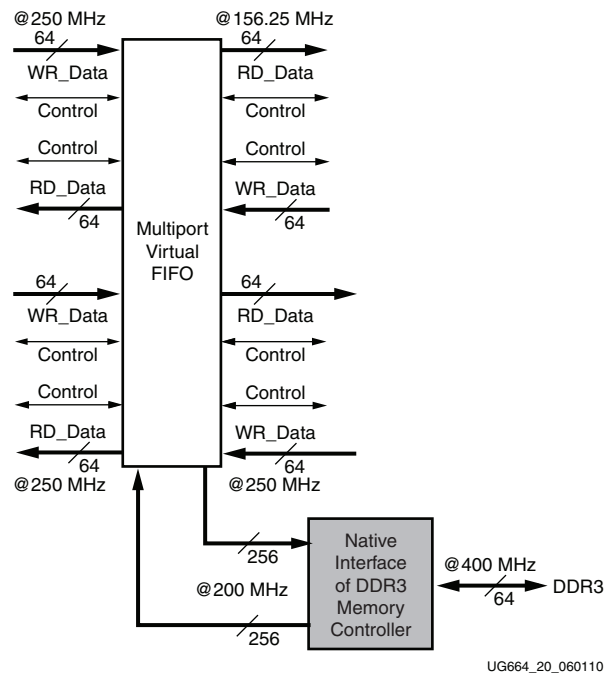 @250 MHz
@156.25 MHz
64
64
WR_Data
RD_Data
Control
Control
Control
Control
RD_Data
WR_Data
64
64
Multiport
Virtual
FIFO
64
64
WR_Data
RD_Data
Control
Control
Control
Control
RD_Data
WR_Data
64
64
@250 MHz
@250 MHz
256
@200 MHz
256
Native
Interface
of DDR3
Memory
Controller
@400 MHz
64
DDR3
UG664_20_060110